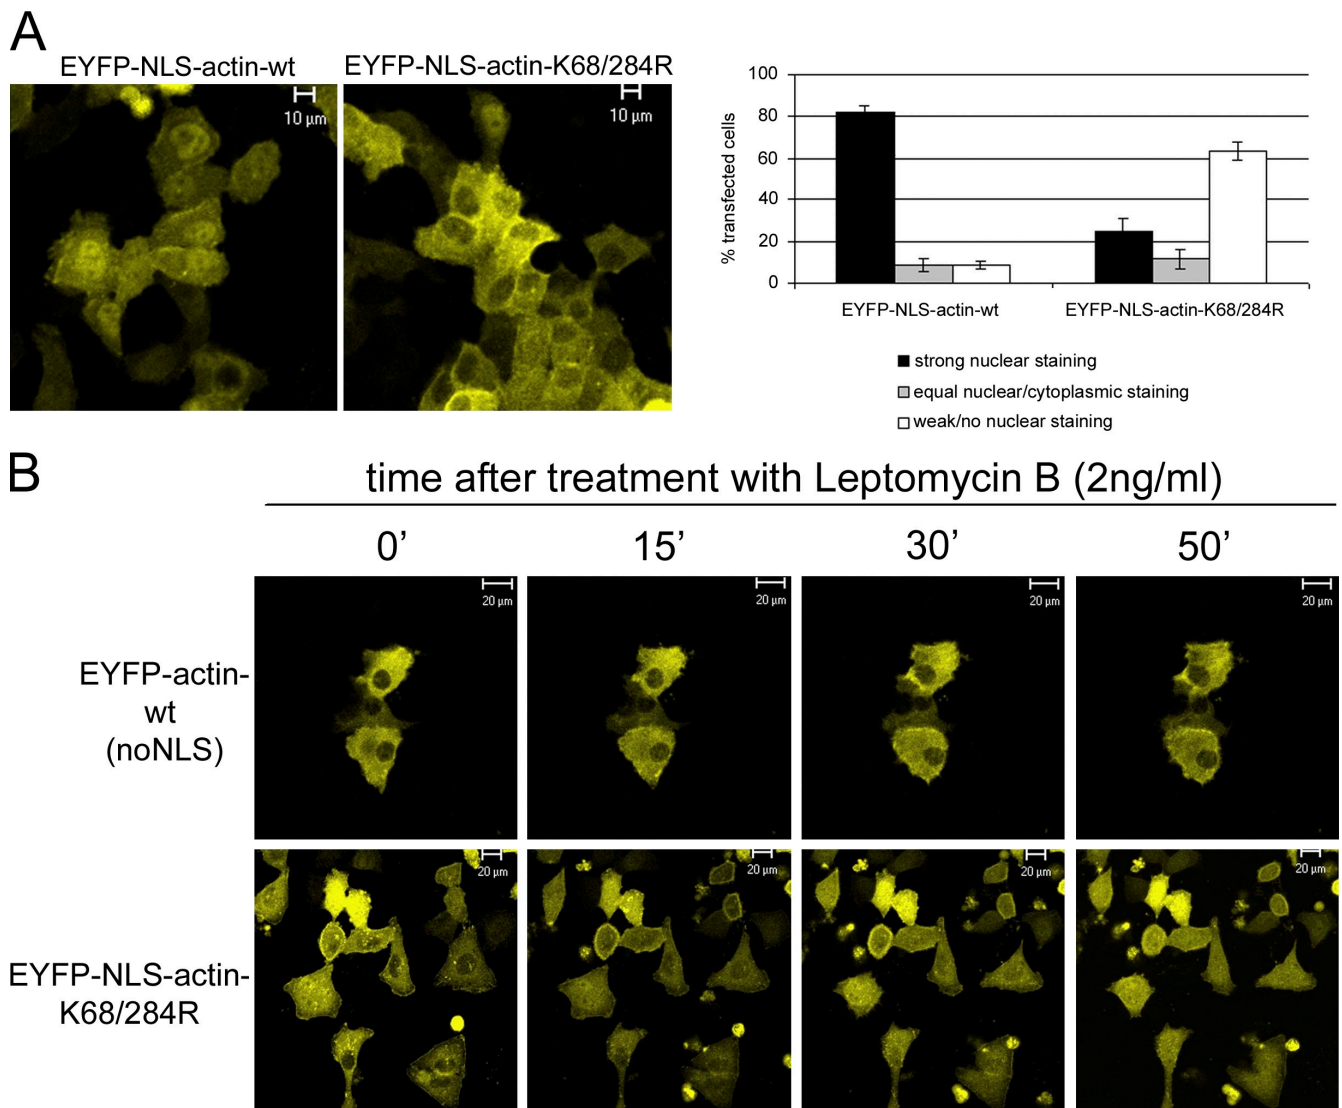 A
EYFP-NLS-actin-wt
EYFP-NLS-actin-K68/284R
10 µm
10 µm
100
80
60
40
20
0
% transfected cells
EYFP-NLS-actin-wt
EYFP-NLS-actin-K68/284R
strong nuclear staining
equal nuclear/cytoplasmic staining
weak/no nuclear staining
B
time after treatment with Leptomycin B (2ng/ml)
0’ 15’ 30’ 50’
EYFP-actin-
wt
(noNLS)
20 µm
20 µm
20 µm
20 µm
EYFP-NLS-actin-
K68/284R
20 µm
20 µm
20 µm
20 µm